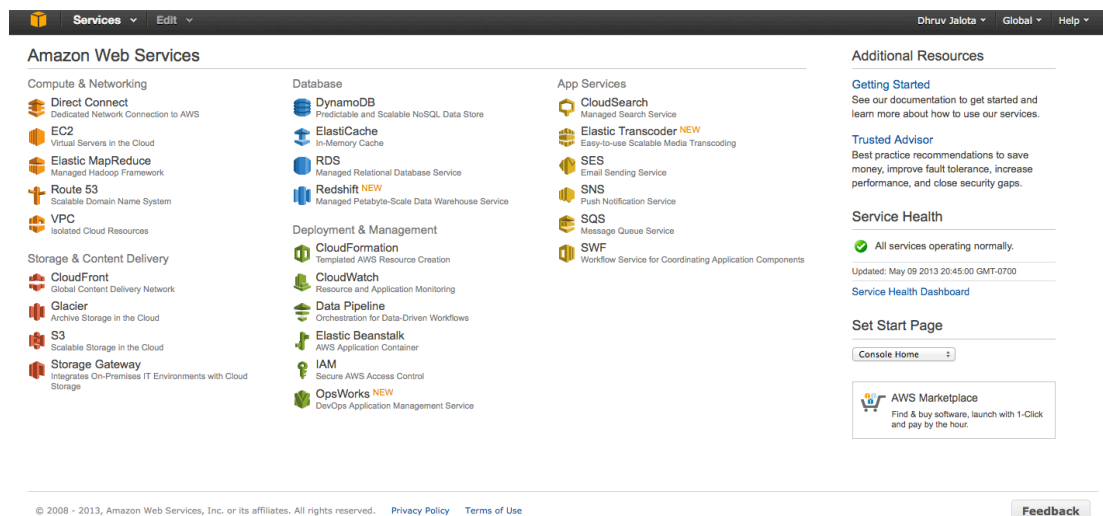 Services Edit Dhruv Jalota Global Help
Amazon Web Services
Compute & Networking
Direct Connect
Dedicated Network Connection to AWS
EC2
Virtual Servers in the Cloud
Elastic MapReduce
Managed Hadoop Framework
Route 53
Scalable Domain Name System
VPC
Isolated Cloud Resources
Storage & Content Delivery
CloudFront
Global Content Delivery Network
Glacier
Archive Storage in the Cloud
S3
Scalable Storage in the Cloud
Storage Gateway
Integrates On-Premises IT Environments with Cloud
Storage
Database
DynamoDB
Predictable and Scalable NoSQL Data Store
ElastiCache
In-Memory Cache
RDS
Managed Relational Database Service
Redshift NEW
Managed Petabyte-Scale Data Warehouse Service
Deployment & Management
CloudFormation
Templated AWS Resource Creation
CloudWatch
Resource and Application Monitoring
Data Pipeline
Orchestration for Data-Driven Workflows
Elastic Beanstalk
AWS Application Container
IAM
Secure AWS Access Control
OpsWorks NEW
DevOps Application Management Service
App Services
CloudSearch
Managed Search Service
Elastic Transcoder NEW
Easy-to-use Scalable Media Transcoding
SES
Email Sending Service
SNS
Push Notification Service
SQS
Message Queue Service
SWF
Workflow Service for Coordinating Application Components
Additional Resources
Getting Started
See our documentation to get started and
learn more about how to use our services.
Trusted Advisor
Best practice recommendations to save
money, improve fault tolerance, increase
performance, and close security gaps.
Service Health
All services operating normally.
Updated: May 09 2013 20:45:00 GMT-0700
Service Health Dashboard
Set Start Page
Console Home
AWS Marketplace
Find & buy software, launch with 1-Click
and pay by the hour.
© 2008 - 2013, Amazon Web Services, Inc. or its affiliates. All rights reserved. Privacy Policy Terms of Use Feedback